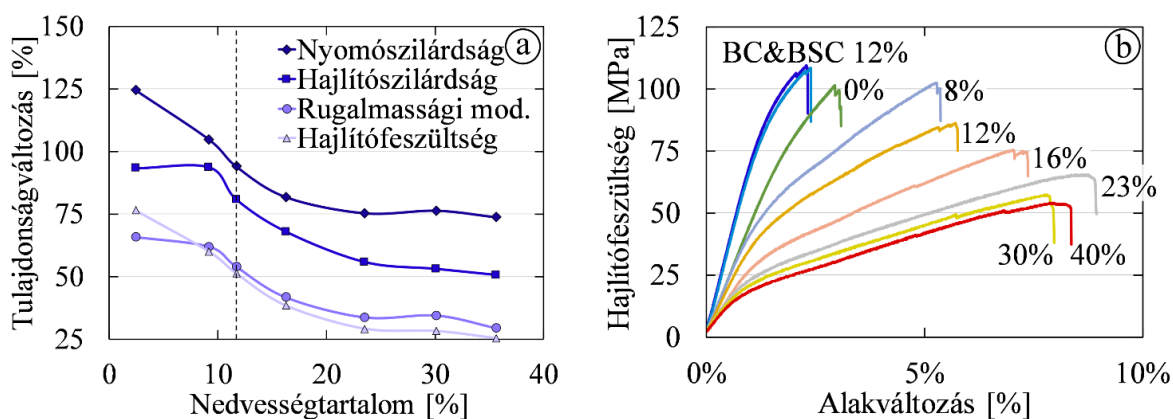 150
125
100
75
50
25
0
10
20
30
40
Tulajdonságváltozás [%]
Nedvességtartalom [%]
a
Nyomószilárdság
Hajlítószilárdság
Rugalmassági mod.
Hajlítófeszültség
125
100
75
50
25
0
0%
5%
10%
Hajlítófeszültség [MPa]
Alakváltozás [%]
b
BC&BSC 12%
0%
8%
12%
16%
23%
30%
40%